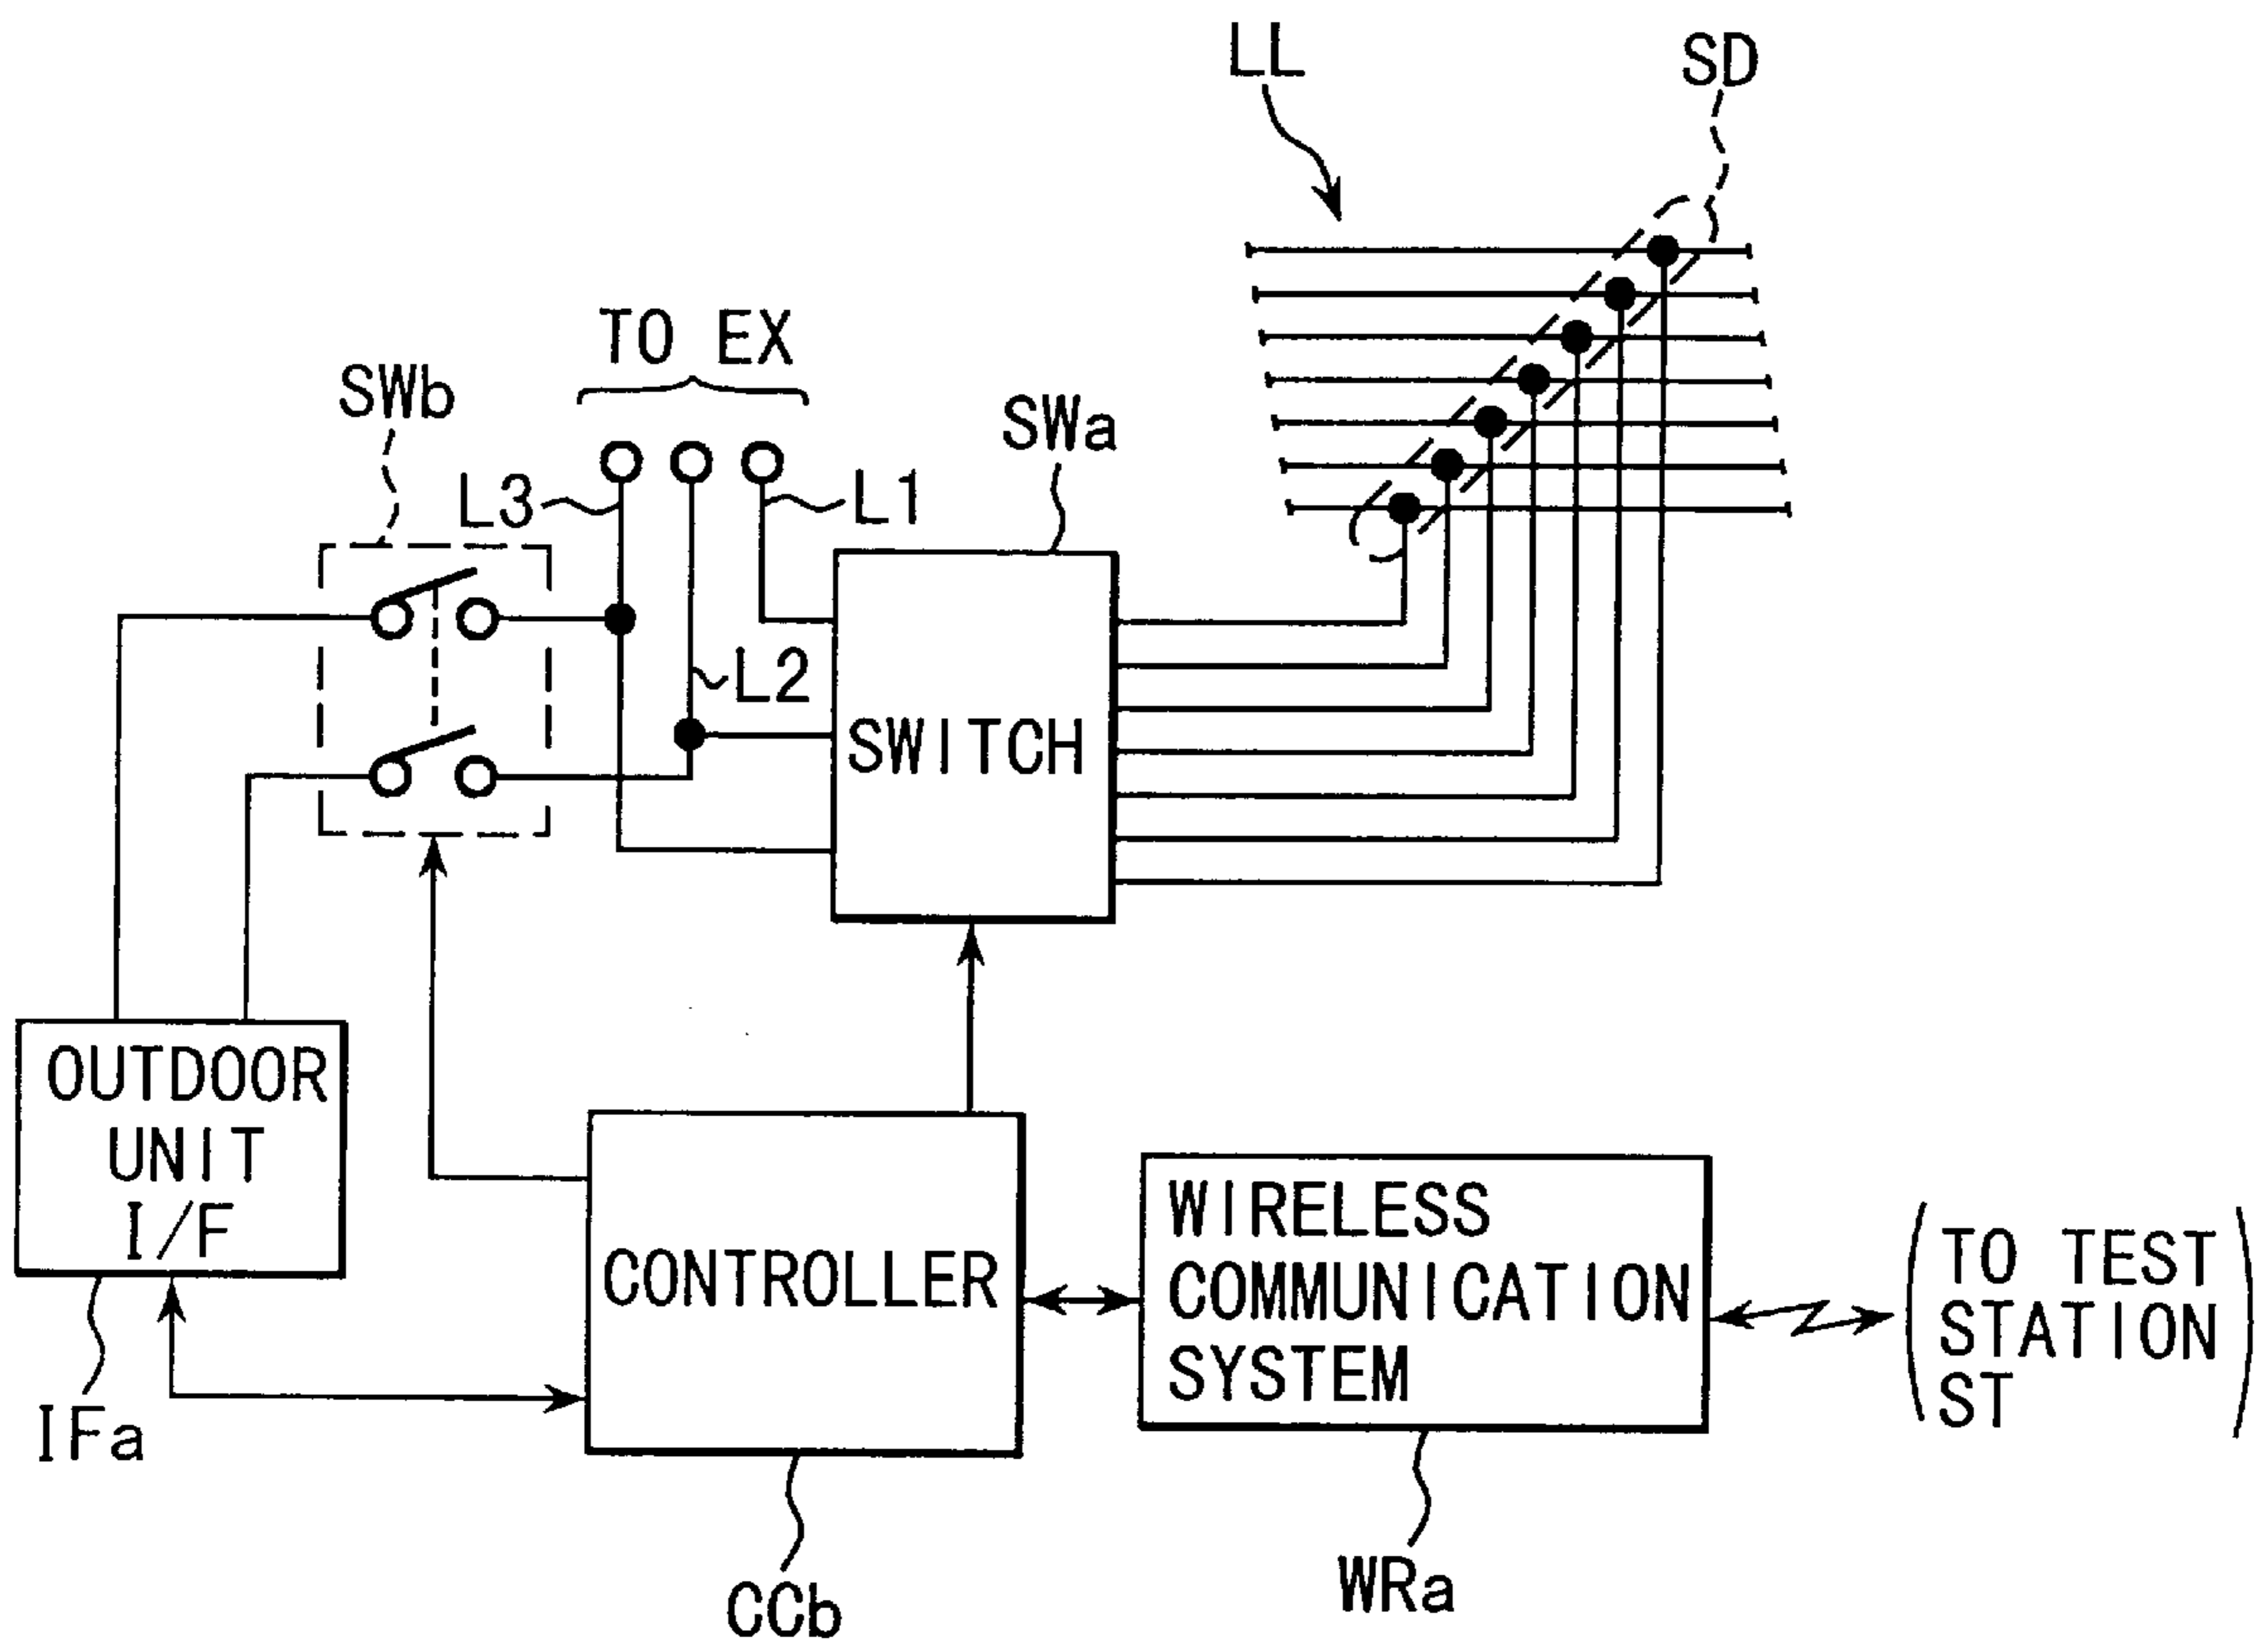 LL
SD
TO EX
SWb
SWa
L3
L1
L2
SWITCH
OUTDOOR
UNIT
I/F
CONTROLLER
WIRELESS
COMMUNICATION
SYSTEM
TO TEST
STATION
ST
IFa
CCb
WRa